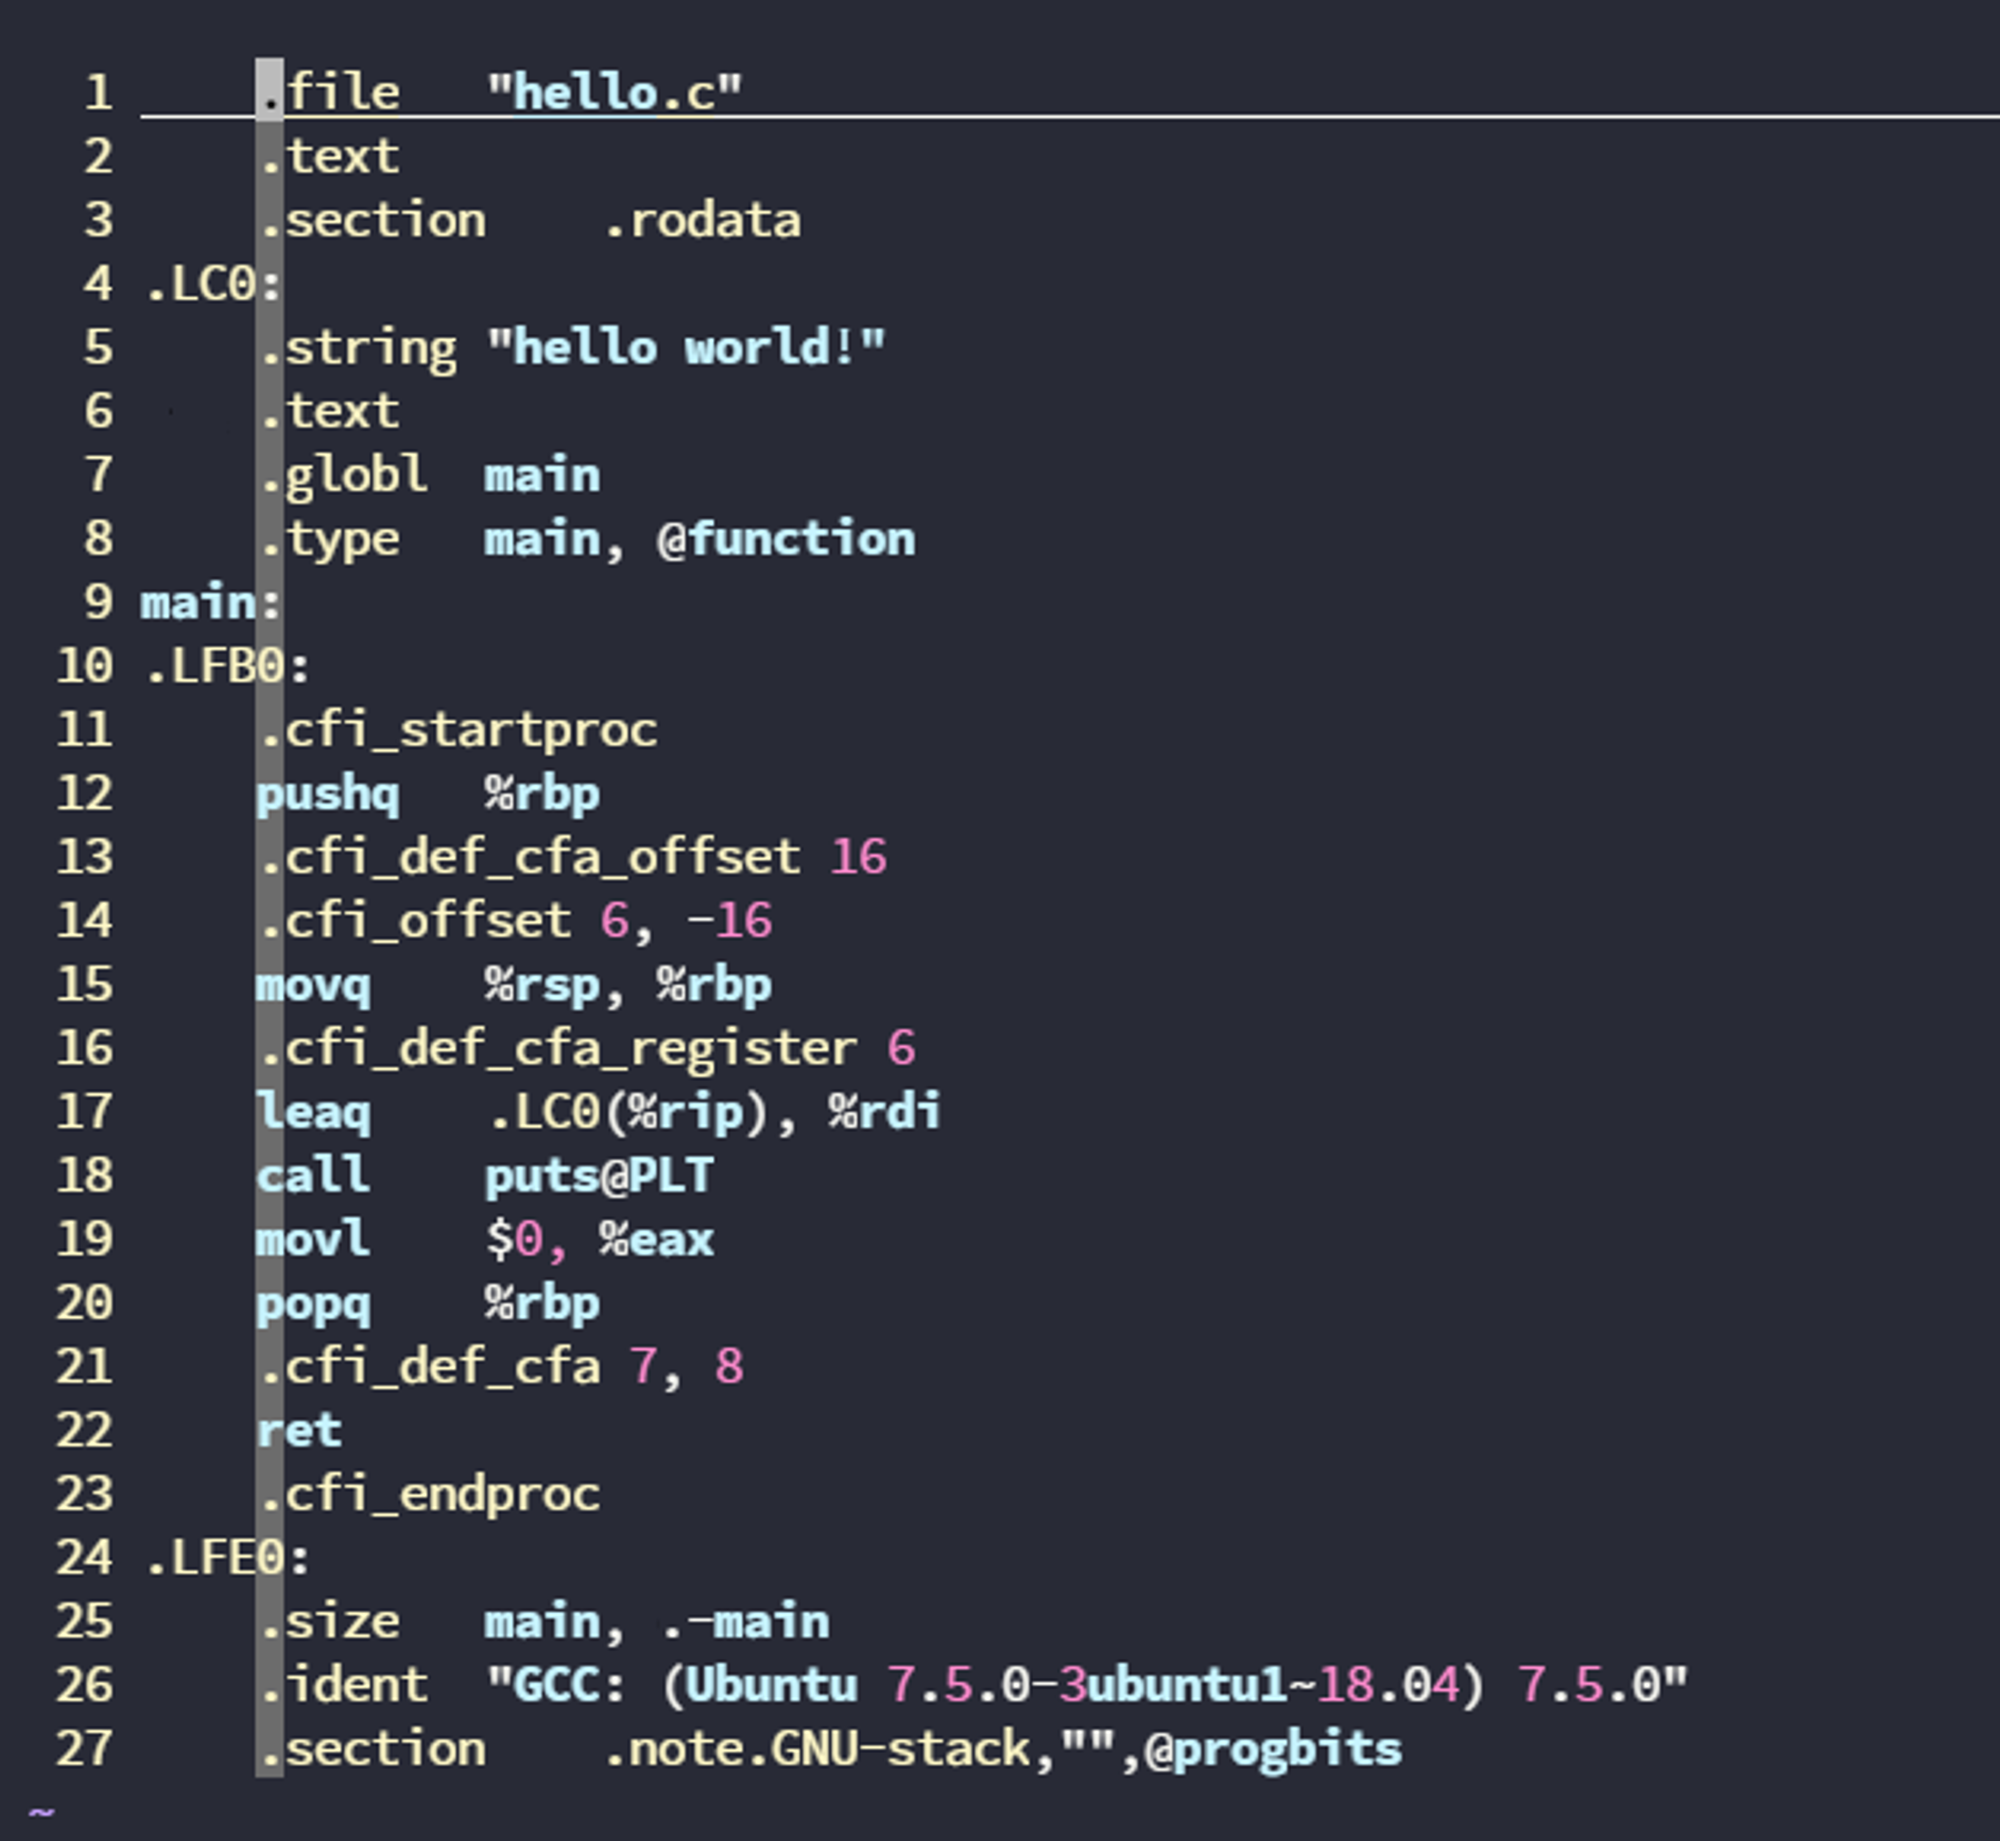 1 .file "hello.c"
2 .text
3 .section .rodata
4 .LC0:
5 .string "hello world!"
6 .text
7 .globl main
8 .type main, @function
9 main:
10 .LFB0:
11 .cfi_startproc
12 pushq %rbp
13 .cfi_def_cfa_offset 16
14 .cfi_offset 6, -16
15 movq %rsp, %rbp
16 .cfi_def_cfa_register 6
17 leaq .LC0(%rip), %rdi
18 call puts@PLT
19 movl $0, %eax
20 popq %rbp
21 .cfi_def_cfa 7, 8
22 ret
23 .cfi_endproc
24 .LFE0:
25 .size main, .-main
26 .ident "GCC: (Ubuntu 7.5.0-3ubuntu1~18.04) 7.5.0"
27 .section .note.GNU-stack,"",@progbits
~